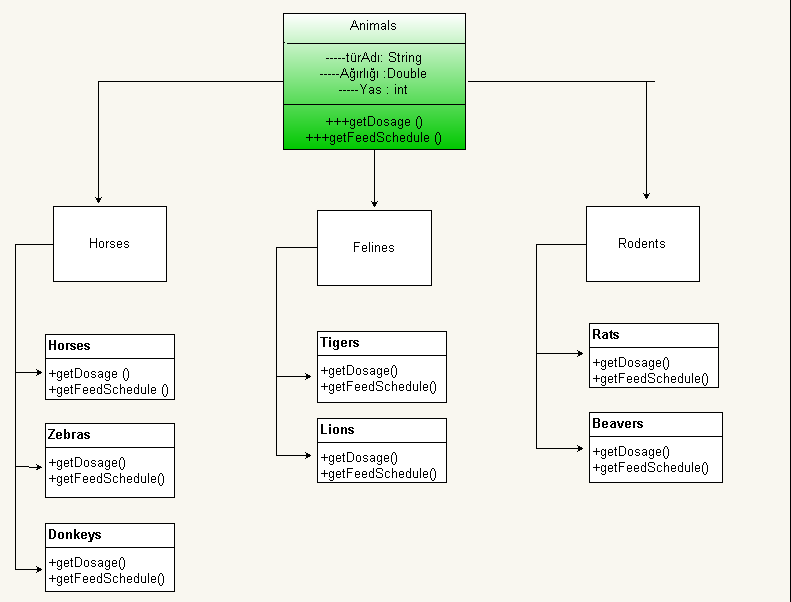 Animals
-----türAdı: String
-----Ağırlığı :Double
-----Yas : int
+++getDosage ()
+++getFeedSchedule ()
Horses
Felines
Rodents
Horses
+getDosage ()
+getFeedSchedule ()
Zebras
+getDosage()
+getFeedSchedule()
Donkeys
+getDosage()
+getFeedSchedule()
Tigers
+getDosage()
+getFeedSchedule()
Lions
+getDosage()
+getFeedSchedule()
Rats
+getDosage()
+getFeedSchedule()
Beavers
+getDosage()
+getFeedSchedule()